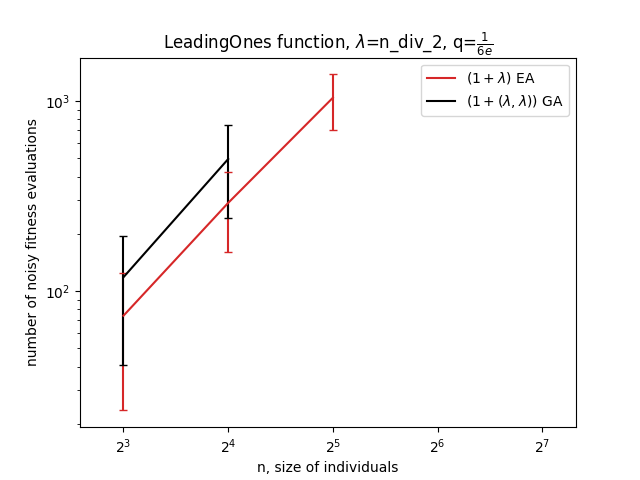 LeadingOnes function, λ=n_div_2, q=$\frac{1}{6e}$
(1 + λ) EA
(1 + (λ, λ)) GA
10³
10²
number of noisy fitness evaluations
2³ 2⁴ 2⁵ 2⁶ 2⁷
n, size of individuals